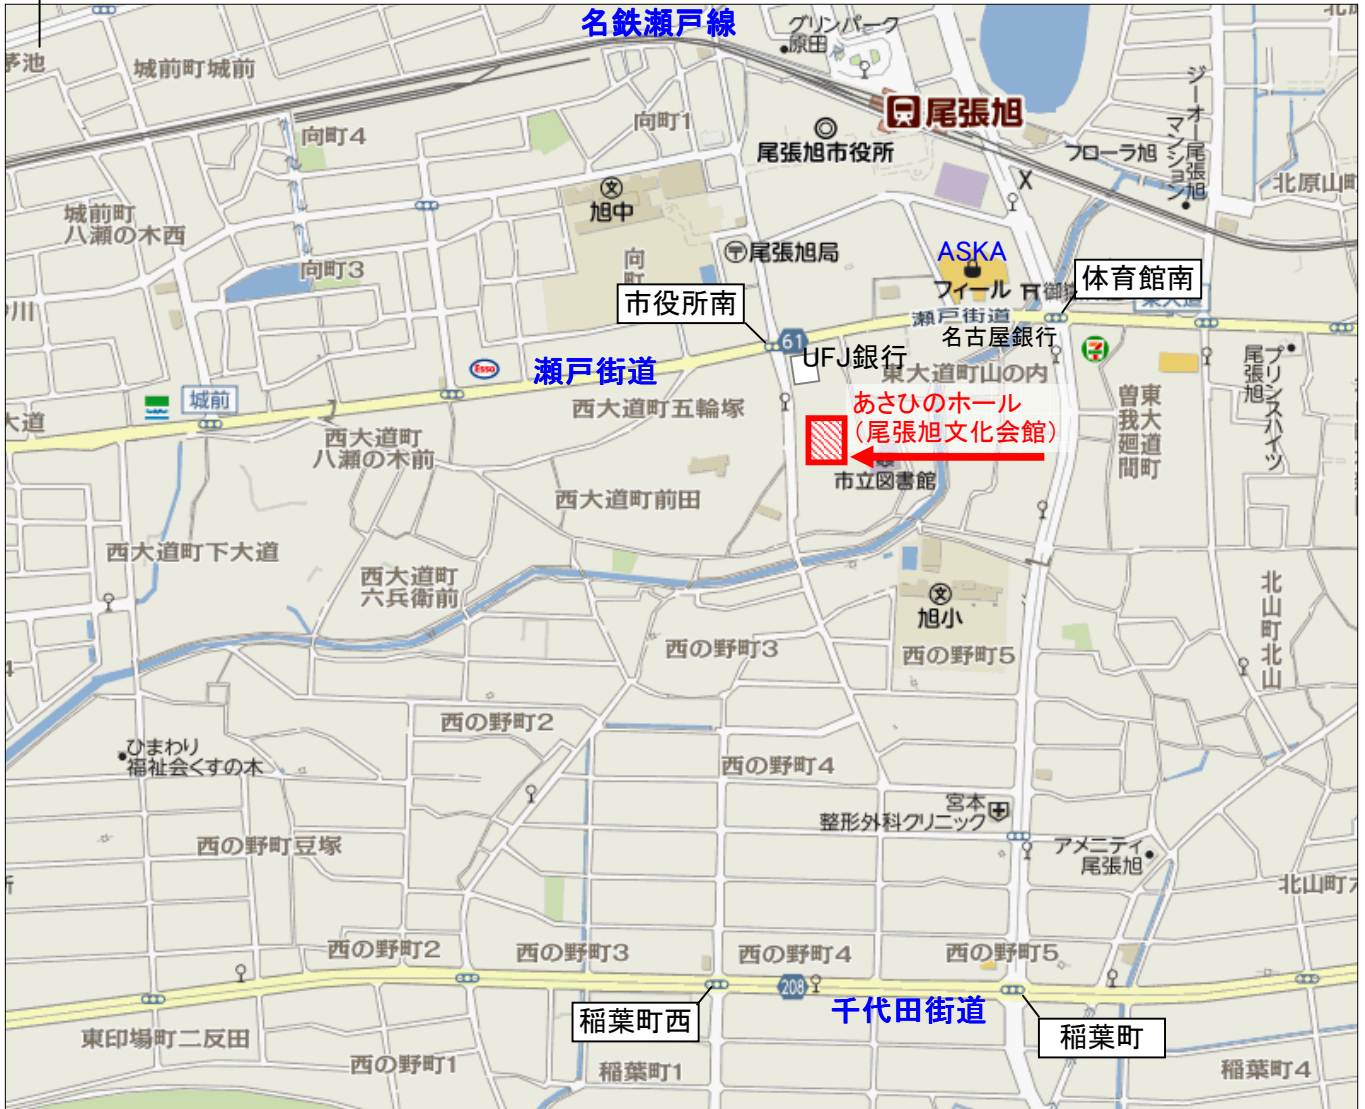 名鉄瀬戸線
グリンパーク
原田
茅池
城前町城前
尾張旭
向町4
向町1
尾張旭市役所
フローラ旭
ジーオー尾張旭
マンション
北原山町
旭中
城前町
八瀬の木西
向町3
尾張旭局
ASKA
フィール
体育館南
市役所南
瀬戸街道
名古屋銀行
61
UFJ銀行
東大道町山の内
Esso
瀬戸街道
城前
FamilyMart
大道
西大道町五輪塚
あさひのホール
(尾張旭文化会館)
市立図書館
プリンスハイツ
尾張旭
東大道町
曽我廻間
西大道町
八瀬の木前
西大道町前田
西大道町下大道
西大道町
六兵衛前
旭小
北山町北山
西の野町3
西の野町5
西の野町2
ひまわり
福祉会くすの木
西の野町4
宮本
整形外科クリニック
アメニティ
尾張旭
西の野町豆塚
北山町
西の野町2
西の野町3
西の野町4
西の野町5
208
千代田街道
稲葉町西
稲葉町
東印場町二反田
西の野町1
稲葉町1
稲葉町4